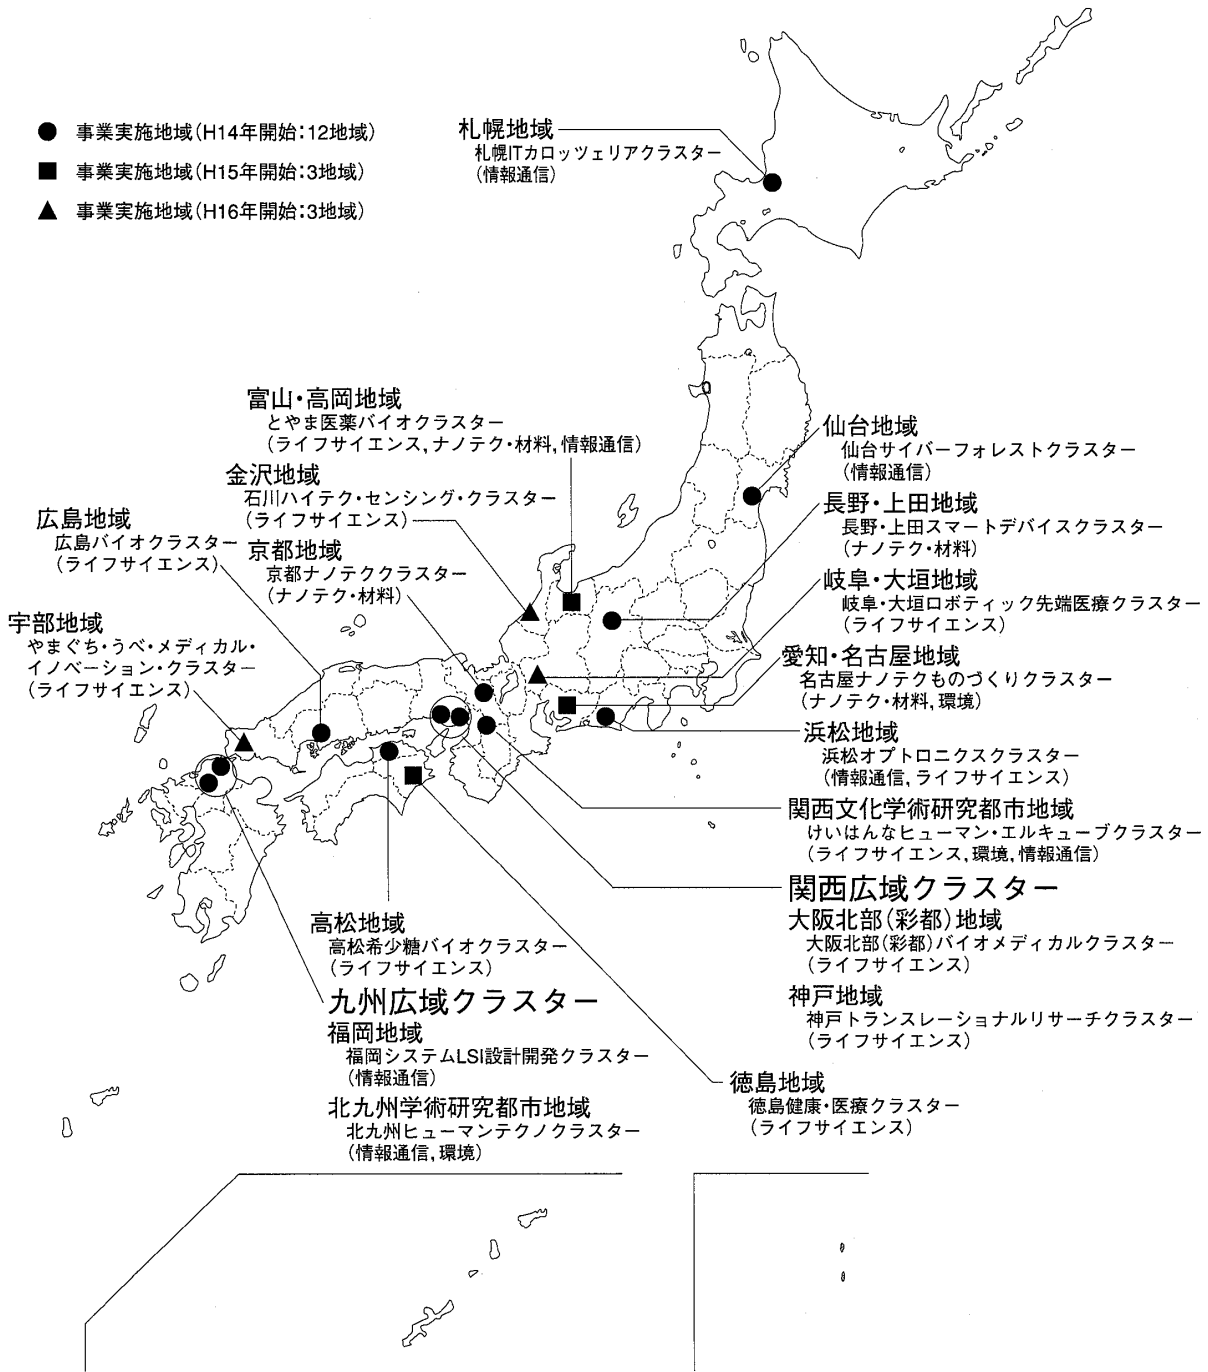 ● 事業実施地域(H14年開始:12地域)
■ 事業実施地域(H15年開始:3地域)
▲ 事業実施地域(H16年開始:3地域)
札幌地域
札幌ITカロッツェリアクラスター
(情報通信)
富山・高岡地域
とやま医薬バイオクラスター
(ライフサイエンス,ナノテク・材料,情報通信)
金沢地域
石川ハイテク・センシング・クラスター
(ライフサイエンス)
広島地域
広島バイオクラスター
(ライフサイエンス)
京都地域
京都ナノテククラスター
(ナノテク・材料)
宇部地域
やまぐち・うべ・メディカル・
イノベーション・クラスター
(ライフサイエンス)
仙台地域
仙台サイバーフォレストクラスター
(情報通信)
長野・上田地域
長野・上田スマートデバイスクラスター
(ナノテク・材料)
岐阜・大垣地域
岐阜・大垣ロボティック先端医療クラスター
(ライフサイエンス)
愛知・名古屋地域
名古屋ナノテクものづくりクラスター
(ナノテク・材料,環境)
浜松地域
浜松オプトロニクスクラスター
(情報通信,ライフサイエンス)
関西文化学術研究都市地域
けいはんなヒューマン・エルキューブクラスター
(ライフサイエンス,環境,情報通信)
関西広域クラスター
大阪北部(彩都)地域
大阪北部(彩都)バイオメディカルクラスター
(ライフサイエンス)
神戸地域
神戸トランスレーショナルリサーチクラスター
(ライフサイエンス)
高松地域
高松希少糖バイオクラスター
(ライフサイエンス)
九州広域クラスター
福岡地域
福岡システムLSI設計開発クラスター
(情報通信)
北九州学術研究都市地域
北九州ヒューマンテクノクラスター
(情報通信,環境)
徳島地域
徳島健康・医療クラスター
(ライフサイエンス)